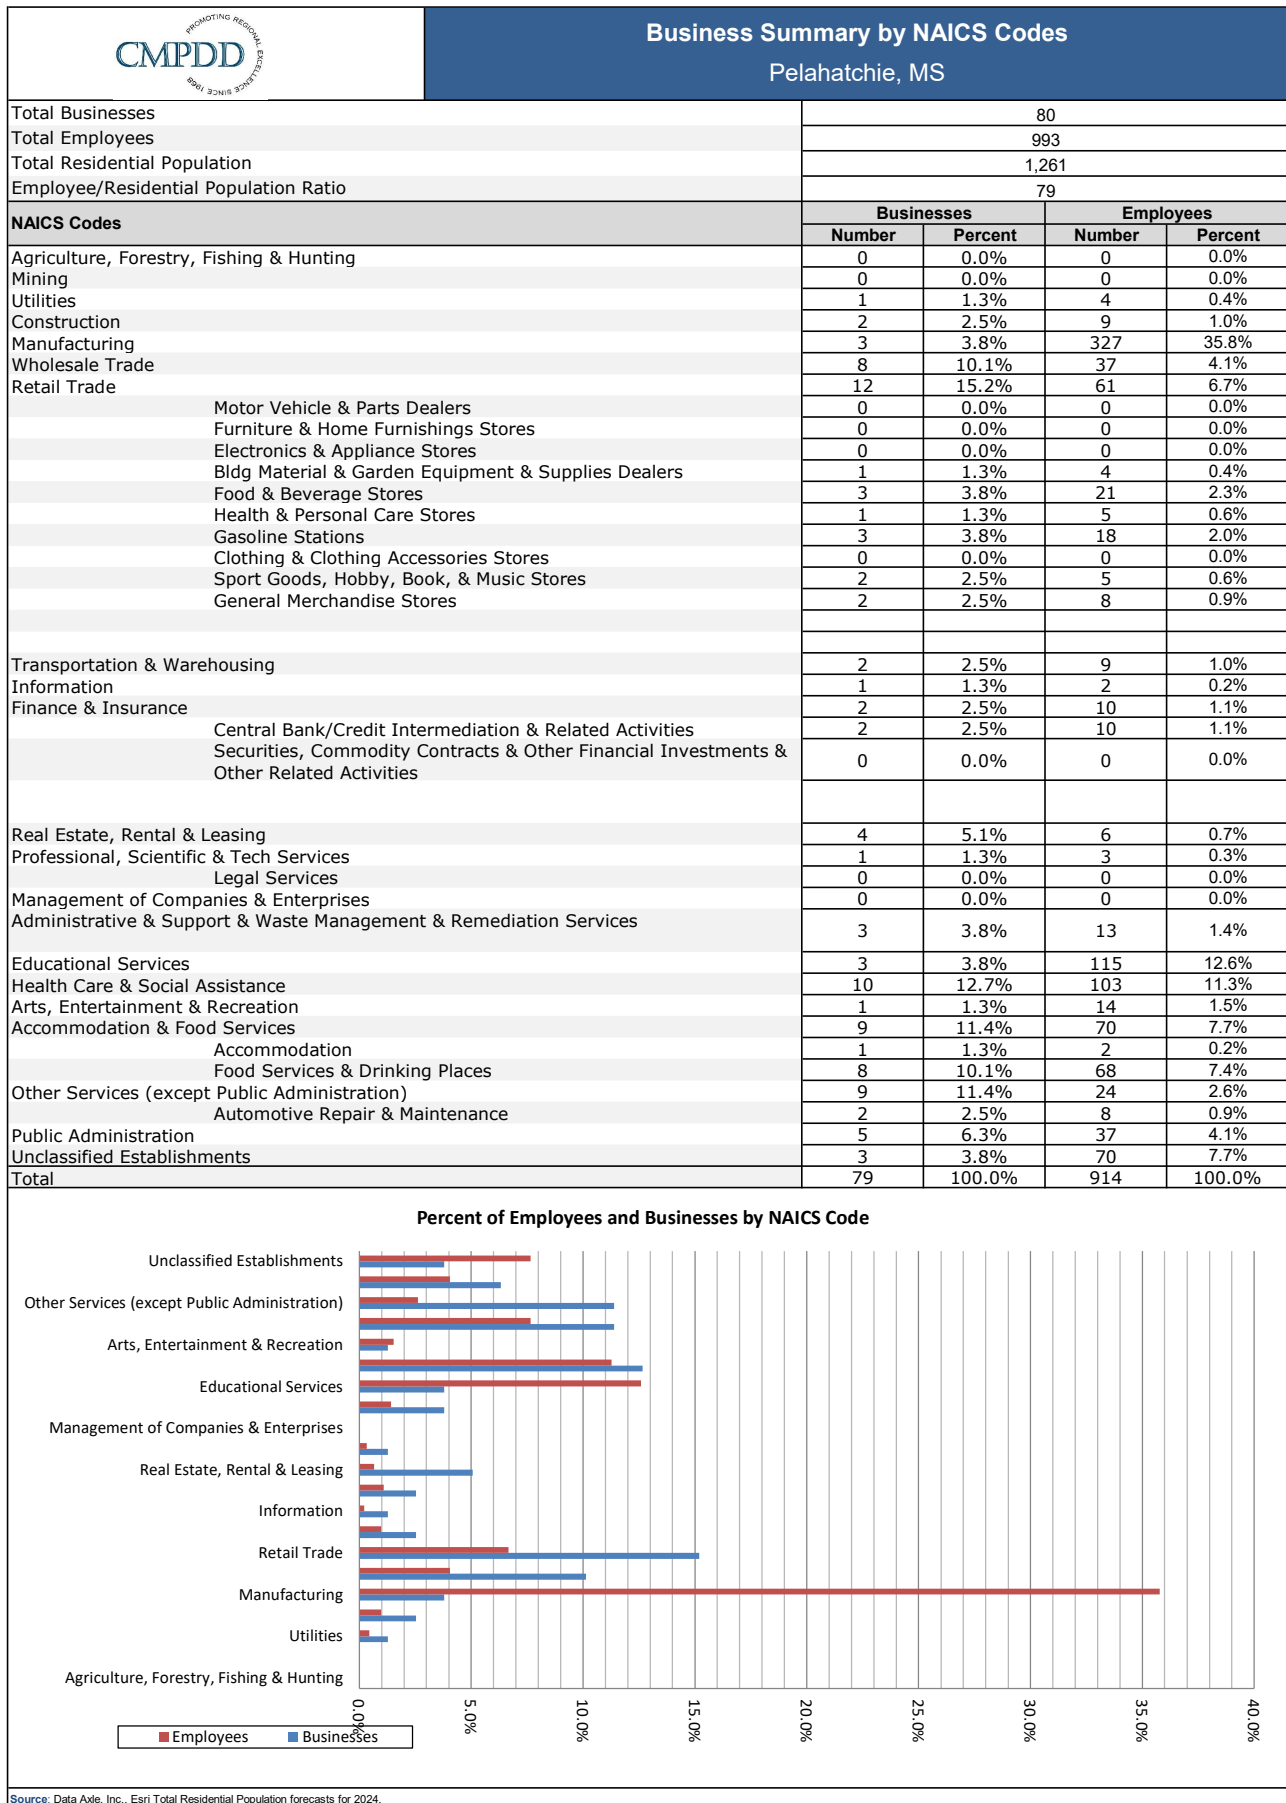 PROMOTING REGIONAL EXCELLENCE SINCE 1968
CMPDD
Business Summary by NAICS Codes
Pelahatchie, MS
Total Businesses 80
Total Employees 993
Total Residential Population 1,261
Employee/Residential Population Ratio 79
NAICS Codes Businesses Employees
Number Percent Number Percent
Agriculture, Forestry, Fishing & Hunting 0 0.0% 0 0.0%
Mining 0 0.0% 0 0.0%
Utilities 1 1.3% 4 0.4%
Construction 2 2.5% 9 1.0%
Manufacturing 3 3.8% 327 35.8%
Wholesale Trade 8 10.1% 37 4.1%
Retail Trade 12 15.2% 61 6.7%
Motor Vehicle & Parts Dealers 0 0.0% 0 0.0%
Furniture & Home Furnishings Stores 0 0.0% 0 0.0%
Electronics & Appliance Stores 0 0.0% 0 0.0%
Bldg Material & Garden Equipment & Supplies Dealers 1 1.3% 4 0.4%
Food & Beverage Stores 3 3.8% 21 2.3%
Health & Personal Care Stores 1 1.3% 5 0.6%
Gasoline Stations 3 3.8% 18 2.0%
Clothing & Clothing Accessories Stores 0 0.0% 0 0.0%
Sport Goods, Hobby, Book, & Music Stores 2 2.5% 5 0.6%
General Merchandise Stores 2 2.5% 8 0.9%
Transportation & Warehousing 2 2.5% 9 1.0%
Information 1 1.3% 2 0.2%
Finance & Insurance 2 2.5% 10 1.1%
Central Bank/Credit Intermediation & Related Activities 2 2.5% 10 1.1%
Securities, Commodity Contracts & Other Financial Investments &
Other Related Activities 0 0.0% 0 0.0%
Real Estate, Rental & Leasing 4 5.1% 6 0.7%
Professional, Scientific & Tech Services 1 1.3% 3 0.3%
Legal Services 0 0.0% 0 0.0%
Management of Companies & Enterprises 0 0.0% 0 0.0%
Administrative & Support & Waste Management & Remediation Services 3 3.8% 13 1.4%
Educational Services 3 3.8% 115 12.6%
Health Care & Social Assistance 10 12.7% 103 11.3%
Arts, Entertainment & Recreation 1 1.3% 14 1.5%
Accommodation & Food Services 9 11.4% 70 7.7%
Accommodation 1 1.3% 2 0.2%
Food Services & Drinking Places 8 10.1% 68 7.4%
Other Services (except Public Administration) 9 11.4% 24 2.6%
Automotive Repair & Maintenance 2 2.5% 8 0.9%
Public Administration 5 6.3% 37 4.1%
Unclassified Establishments 3 3.8% 70 7.7%
Total 79 100.0% 914 100.0%
Percent of Employees and Businesses by NAICS Code
Unclassified Establishments
Other Services (except Public Administration)
Arts, Entertainment & Recreation
Educational Services
Management of Companies & Enterprises
Real Estate, Rental & Leasing
Information
Retail Trade
Manufacturing
Utilities
Agriculture, Forestry, Fishing & Hunting
0.0% 5.0% 10.0% 15.0% 20.0% 25.0% 30.0% 35.0% 40.0%
Employees Businesses
Source: Data Axle, Inc., Esri Total Residential Population forecasts for 2024.